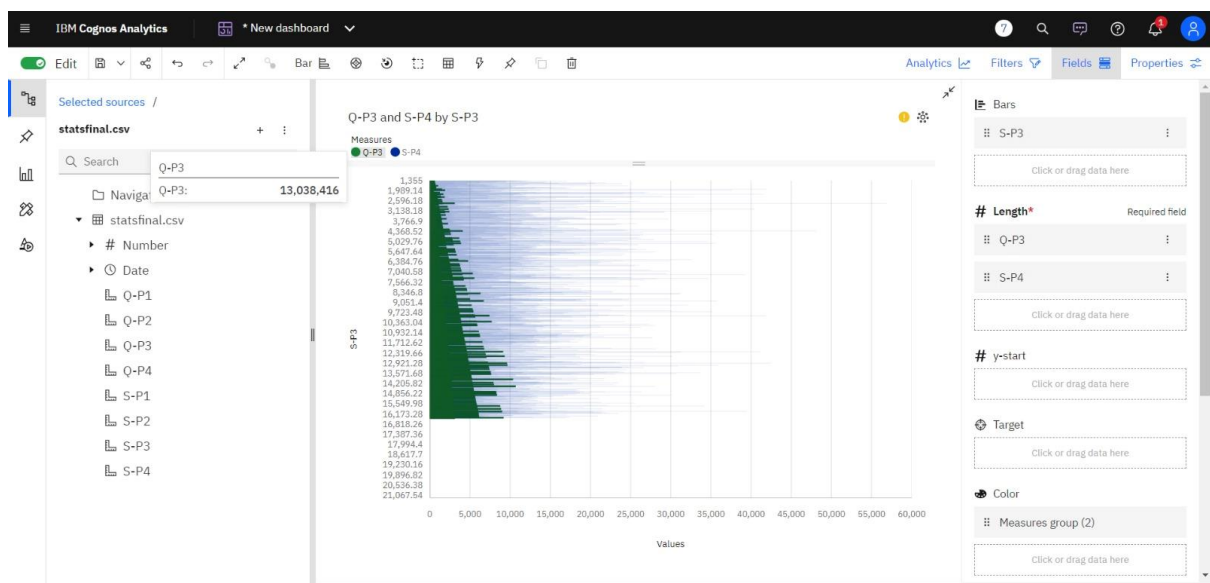 IBM Cognos Analytics
* New dashboard
7
1
Edit
Bar
Analytics
Filters
Fields
Properties
Selected sources /
statsfinal.csv
Search
Q-P3
Q-P3: 13,038,416
Naviga
statsfinal.csv
# Number
Date
Q-P1
Q-P2
Q-P3
Q-P4
S-P1
S-P2
S-P3
S-P4
Q-P3 and S-P4 by S-P3
Measures
Q-P3 S-P4
S-P3
1,355
1,989.14
2,596.18
3,138.18
3,766.9
4,368.52
5,029.76
5,647.64
6,384.76
7,040.58
7,566.32
8,346.8
9,051.4
9,723.48
10,363.04
10,932.14
11,712.62
12,319.66
12,921.28
13,571.68
14,205.82
14,856.22
15,549.98
16,173.28
16,818.26
17,387.36
17,994.4
18,617.7
19,230.16
19,896.82
20,536.38
21,067.54
0 5,000 10,000 15,000 20,000 25,000 30,000 35,000 40,000 45,000 50,000 55,000 60,000
Values
Bars
S-P3
Click or drag data here
# Length* Required field
Q-P3
S-P4
Click or drag data here
# y-start
Click or drag data here
Target
Click or drag data here
Color
Measures group (2)
Click or drag data here